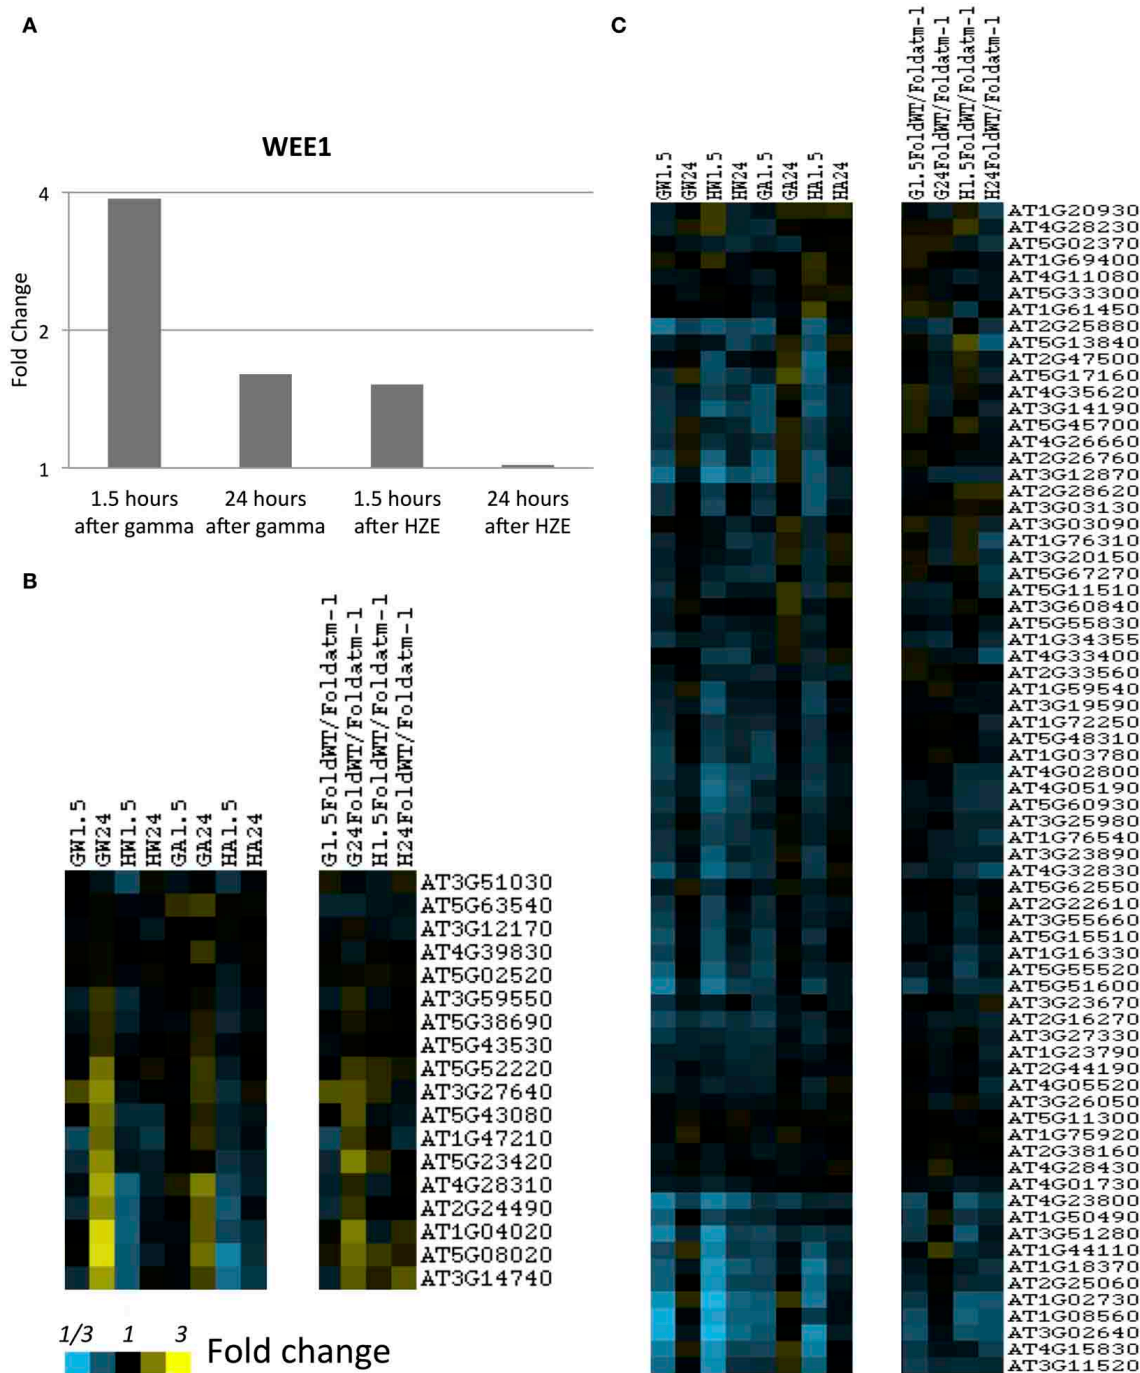 A
WEE1
Fold Change
4
2
1
1.5 hours after gamma
24 hours after gamma
1.5 hours after HZE
24 hours after HZE
B
GW1.5
GW24
HW1.5
HW24
GA1.5
GA24
HA1.5
HA24
G1.5FoldWT/Foldatm-1
G24FoldWT/Foldatm-1
H1.5FoldWT/Foldatm-1
H24FoldWT/Foldatm-1
AT3G51030
AT5G63540
AT3G12170
AT4G39830
AT5G02520
AT3G59550
AT5G38690
AT5G43530
AT5G52220
AT3G27640
AT5G43080
AT1G47210
AT5G23420
AT4G28310
AT2G24490
AT1G04020
AT5G08020
AT3G14740
1/3 1 3
Fold change
C
GW1.5
GW24
HW1.5
HW24
GA1.5
GA24
HA1.5
HA24
G1.5FoldWT/Foldatm-1
G24FoldWT/Foldatm-1
H1.5FoldWT/Foldatm-1
H24FoldWT/Foldatm-1
AT1G20930
AT4G28230
AT5G02370
AT1G69400
AT4G11080
AT5G33300
AT1G61450
AT2G25880
AT5G13840
AT2G47500
AT5G17160
AT4G35620
AT3G14190
AT5G45700
AT4G26660
AT2G26760
AT3G12870
AT2G28620
AT3G03130
AT3G03090
AT1G76310
AT3G20150
AT5G67270
AT5G11510
AT3G60840
AT5G55830
AT1G34355
AT4G33400
AT2G33560
AT1G59540
AT3G19590
AT1G72250
AT5G48310
AT1G03780
AT4G02800
AT4G05190
AT5G60930
AT3G25980
AT1G76540
AT3G23890
AT4G32830
AT5G62550
AT2G22610
AT3G55660
AT5G15510
AT1G16330
AT5G55520
AT5G51600
AT3G23670
AT2G16270
AT3G27330
AT1G23790
AT2G44190
AT4G05520
AT3G26050
AT5G11300
AT1G75920
AT2G38160
AT4G28430
AT4G01730
AT4G23800
AT1G50490
AT3G51280
AT1G44110
AT1G18370
AT2G25060
AT1G02730
AT1G08560
AT3G02640
AT4G15830
AT3G11520